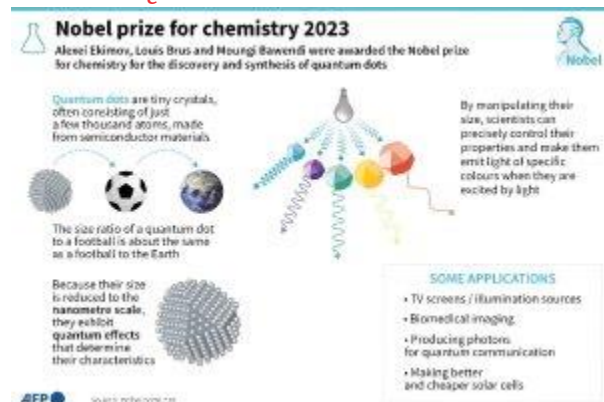 Nobel prize for chemistry 2023
Alexei Ekimov, Louis Brus and Moungi Bawendi were awarded the Nobel prize
for chemistry for the discovery and synthesis of quantum dots
Nobel
Quantum dots are tiny crystals,
often consisting of just
a few thousand atoms, made
from semiconductor materials
The size ratio of a quantum dot
to a football is about the same
as a football to the Earth
Because their size
is reduced to the
nanometre scale,
they exhibit
quantum effects
that determine
their characteristics
By manipulating their
size, scientists can
precisely control their
properties and make them
emit light of specific
colours when they are
excited by light
SOME APPLICATIONS
• TV screens / illumination sources
• Biomedical imaging
• Producing photons
for quantum communication
• Making better
and cheaper solar cells
AFP